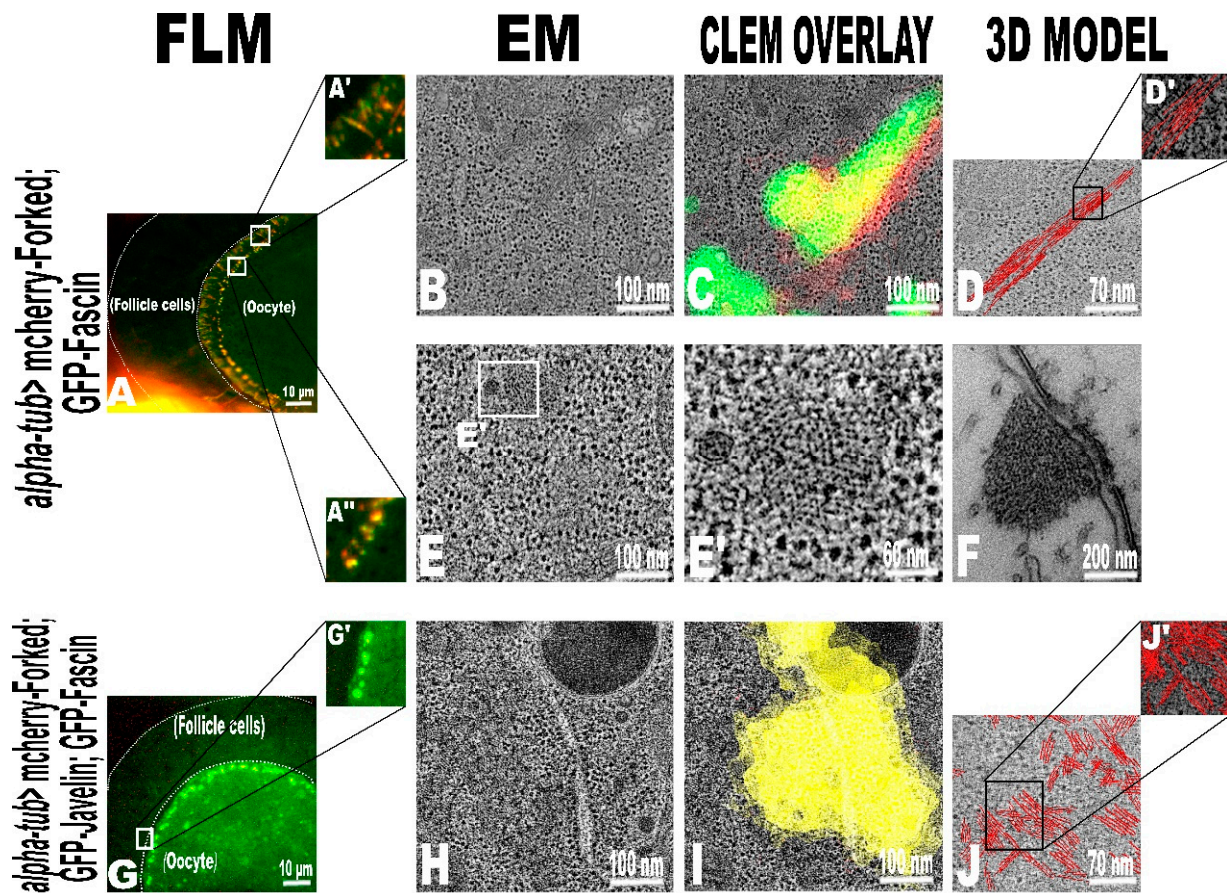 FLM
EM
CLEM OVERLAY
3D MODEL
alpha-tub> mcherry-Forked;
GFP-Fascin
A'
(Follicle cells)
(Oocyte)
A
10 µm
A"
B
100 nm
C
100 nm
D'
D
70 nm
E'
E
100 nm
E'
60 nm
F
200 nm
alpha-tub> mcherry-Forked;
GFP-Javelin; GFP-Fascin
G'
(Follicle cells)
(Oocyte)
G
10 µm
H
100 nm
I
100 nm
J'
J
70 nm